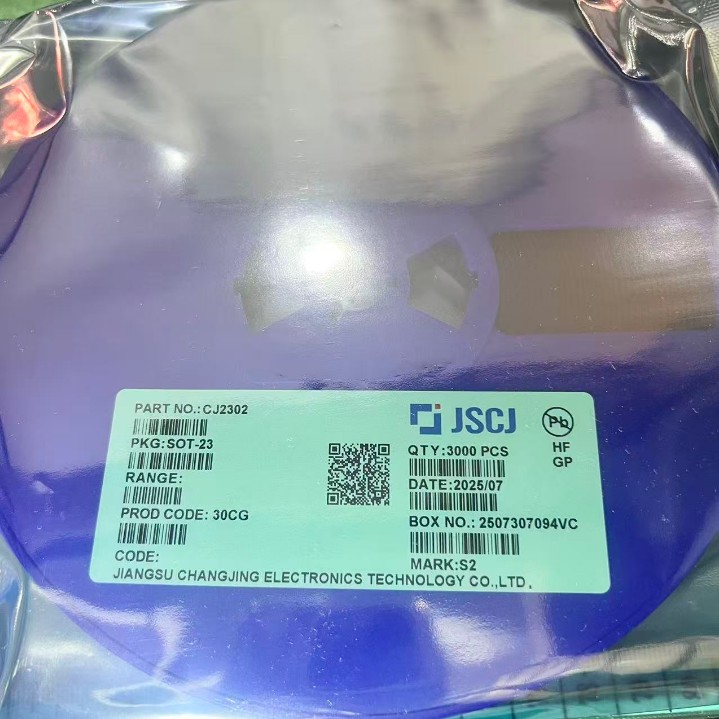 PART NO.:CJ2302
PKG:SOT-23
RANGE:
PROD CODE: 30CG
CODE:
JSCJ
Pb
HF
GP
QTY:3000 PCS
DATE:2025/07
BOX NO.: 2507307094VC
MARK:S2
JIANGSU CHANGJING ELECTRONICS TECHNOLOGY CO.,LTD.